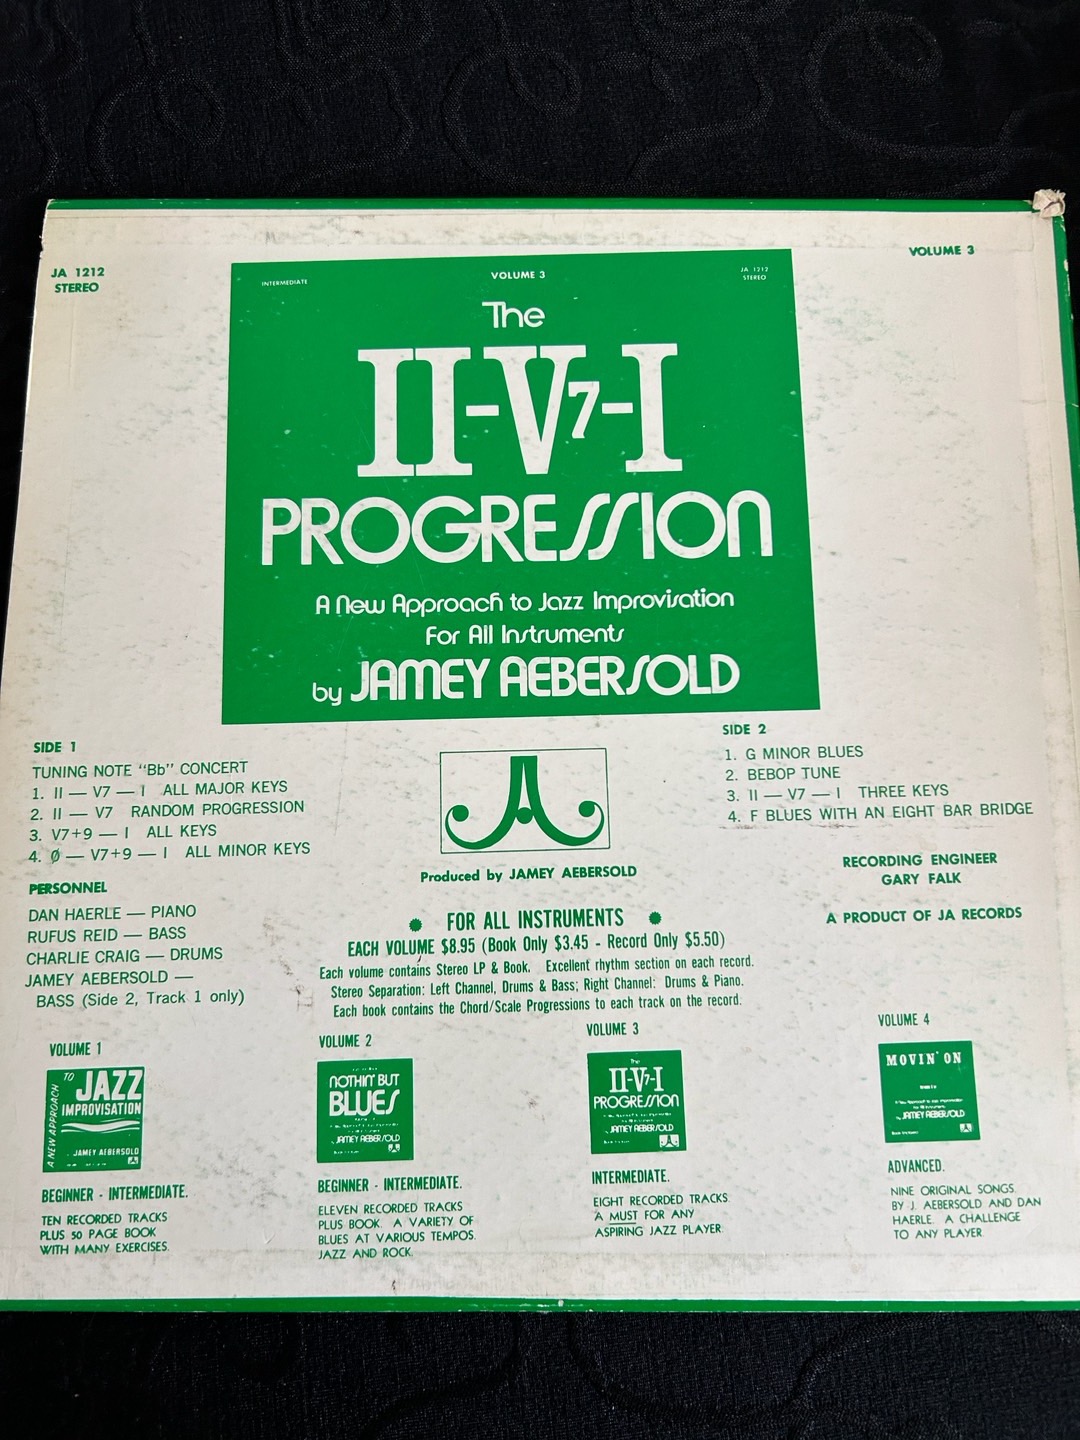 JA 1212
STEREO
VOLUME 3
INTERMEDIATE
VOLUME 3
JA 1212
STEREO
The
II-V7-I
PROGRESSION
A New Approach to Jazz Improvisation
For All Instruments
by JAMEY AEBERSOLD
SIDE 1
TUNING NOTE "Bb" CONCERT
1. II — V7 — I ALL MAJOR KEYS
2. II — V7 RANDOM PROGRESSION
3. V7+9 — I ALL KEYS
4. Ø — V7+9 — I ALL MINOR KEYS
PERSONNEL
DAN HAERLE — PIANO
RUFUS REID — BASS
CHARLIE CRAIG — DRUMS
JAMEY AEBERSOLD —
BASS (Side 2, Track 1 only)
Produced by JAMEY AEBERSOLD
SIDE 2
1. G MINOR BLUES
2. BEBOP TUNE
3. II — V7 — I THREE KEYS
4. F BLUES WITH AN EIGHT BAR BRIDGE
RECORDING ENGINEER
GARY FALK
A PRODUCT OF JA RECORDS
FOR ALL INSTRUMENTS
EACH VOLUME $8.95 (Book Only $3.45 - Record Only $5.50)
Each volume contains Stereo LP & Book. Excellent rhythm section on each record.
Stereo Separation: Left Channel, Drums & Bass; Right Channel: Drums & Piano.
Each book contains the Chord/Scale Progressions to each track on the record.
VOLUME 1
A NEW APPROACH
TO JAZZ
IMPROVISATION
JAMEY AEBERSOLD
BEGINNER - INTERMEDIATE.
TEN RECORDED TRACKS
PLUS 50 PAGE BOOK
WITH MANY EXERCISES.
VOLUME 2
NOTHIN' BUT
BLUES
JAMEY AEBERSOLD
BEGINNER - INTERMEDIATE.
ELEVEN RECORDED TRACKS
PLUS BOOK. A VARIETY OF
BLUES AT VARIOUS TEMPOS.
JAZZ AND ROCK.
VOLUME 3
The
II-V7-I
PROGRESSION
JAMEY AEBERSOLD
INTERMEDIATE.
EIGHT RECORDED TRACKS.
A MUST FOR ANY
ASPIRING JAZZ PLAYER.
VOLUME 4
MOVIN' ON
JAMEY AEBERSOLD
ADVANCED.
NINE ORIGINAL SONGS
BY J. AEBERSOLD AND DAN
HAERLE. A CHALLENGE
TO ANY PLAYER.